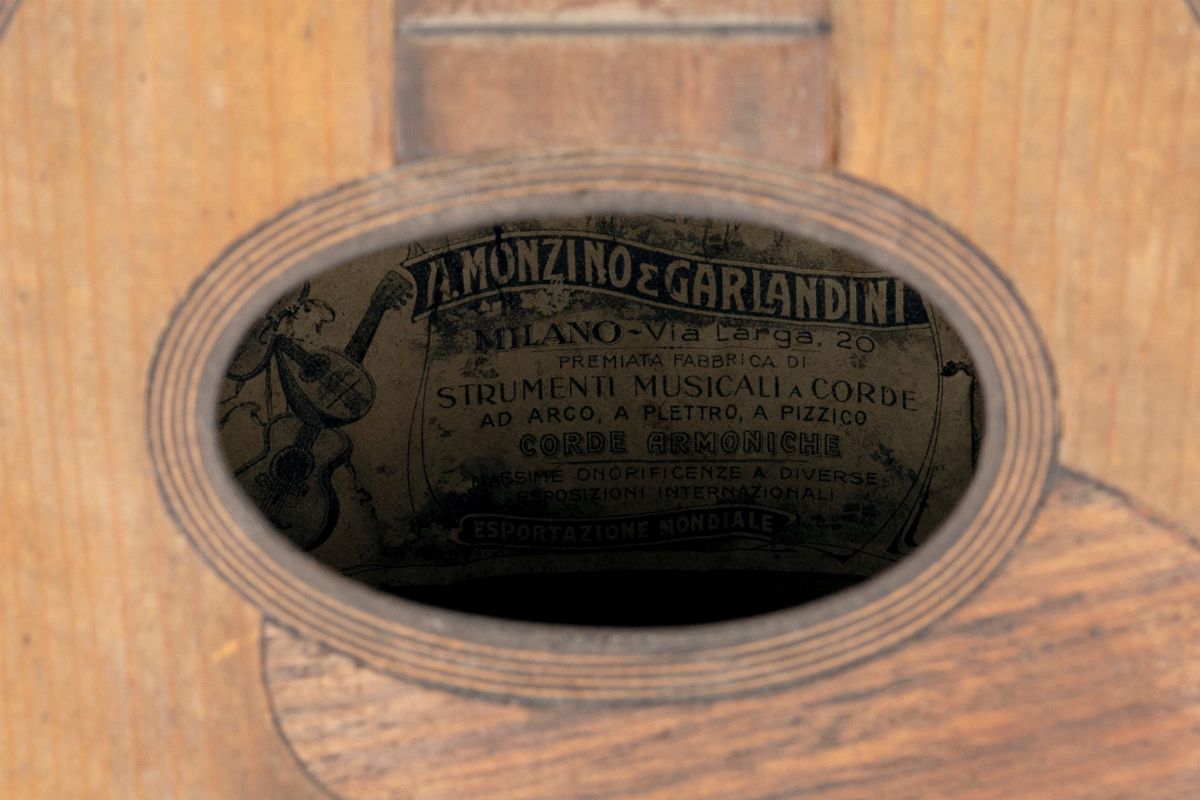 A. MONZINO & GARLANDINI
MILANO - Via Larga, 20
PREMIATA FABBRICA DI
STRUMENTI MUSICALI A CORDE
AD ARCO, A PLETTRO, A PIZZICO
CORDE ARMONICHE
MASSIME ONORIFICENZE A DIVERSE
ESPOSIZIONI INTERNAZIONALI
ESPORTAZIONE MONDIALE